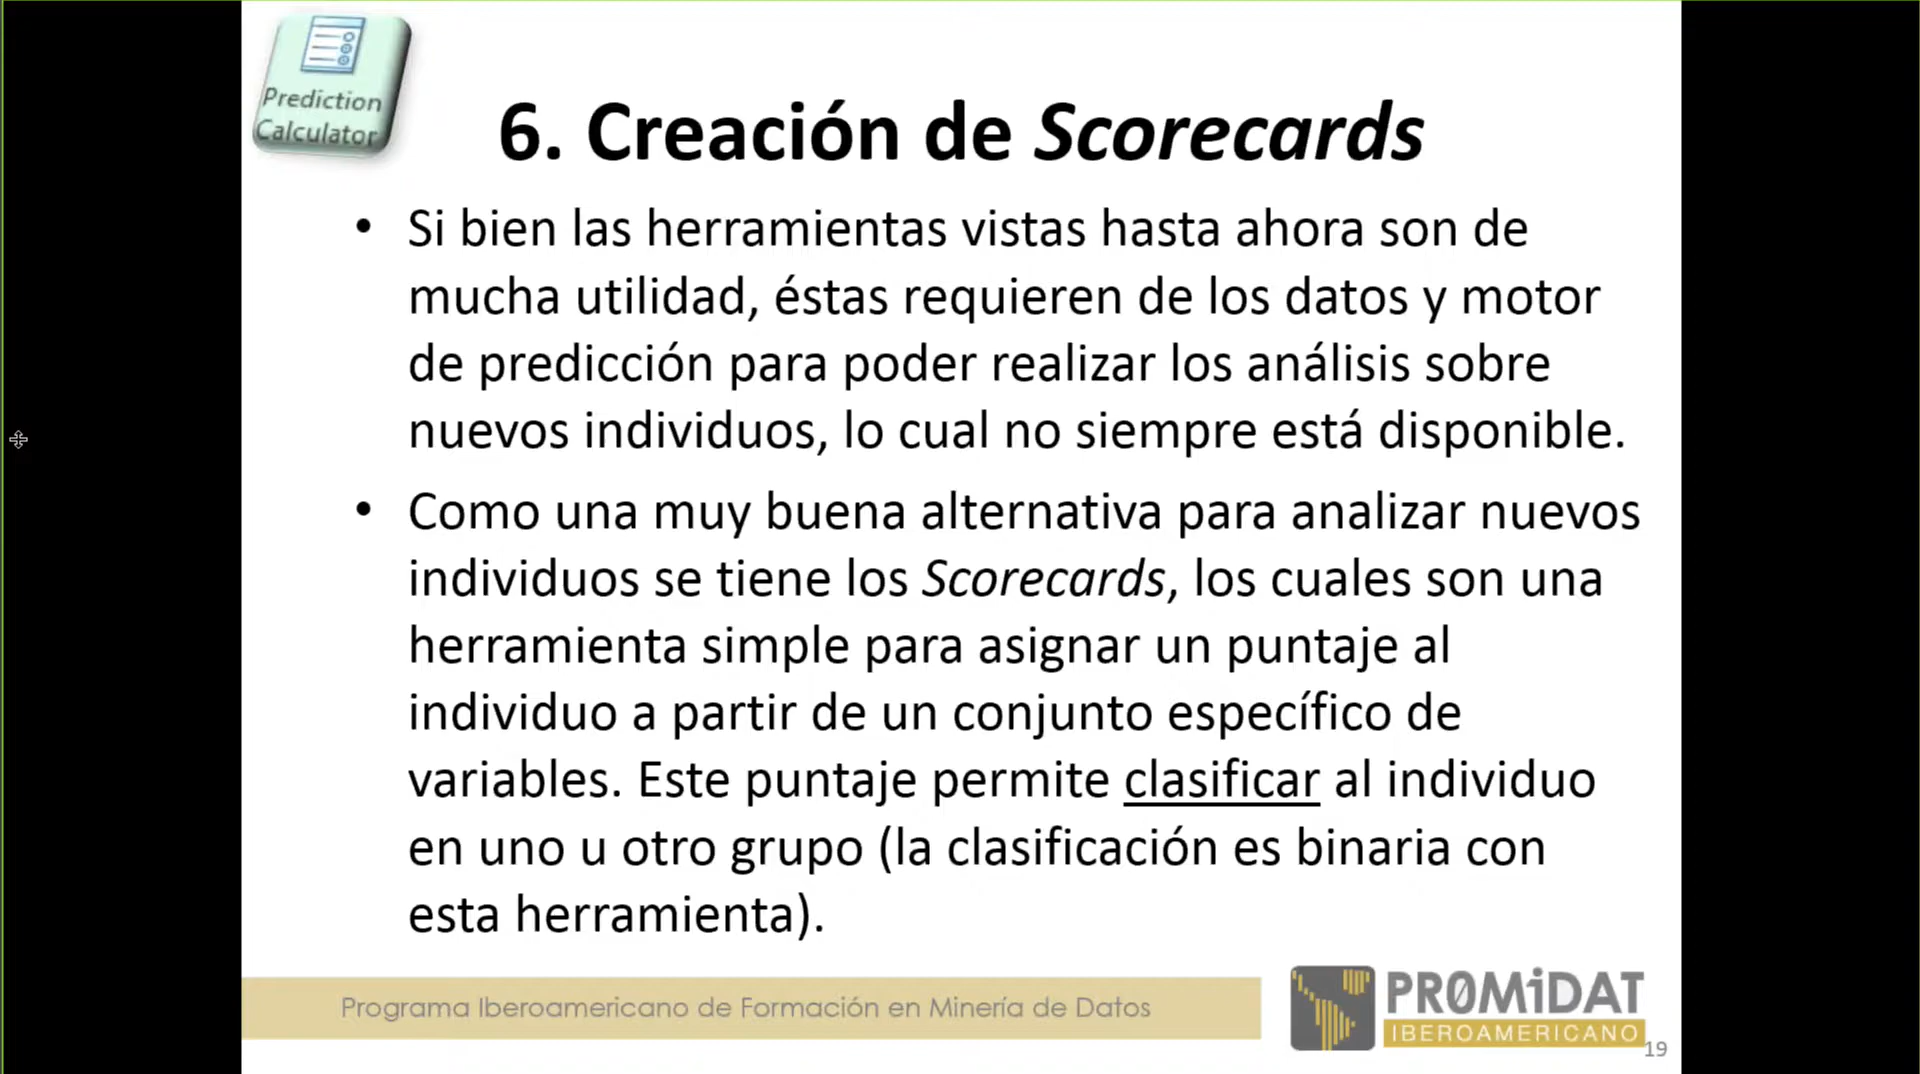 Prediction
Calculator
6. Creación de Scorecards
• Si bien las herramientas vistas hasta ahora son de
mucha utilidad, éstas requieren de los datos y motor
de predicción para poder realizar los análisis sobre
nuevos individuos, lo cual no siempre está disponible.
• Como una muy buena alternativa para analizar nuevos
individuos se tiene los Scorecards, los cuales son una
herramienta simple para asignar un puntaje al
individuo a partir de un conjunto específico de
variables. Este puntaje permite clasificar al individuo
en uno u otro grupo (la clasificación es binaria con
esta herramienta).
Programa Iberoamericano de Formación en Minería de Datos
PR0MiDAT
IBEROAMERICANO
19